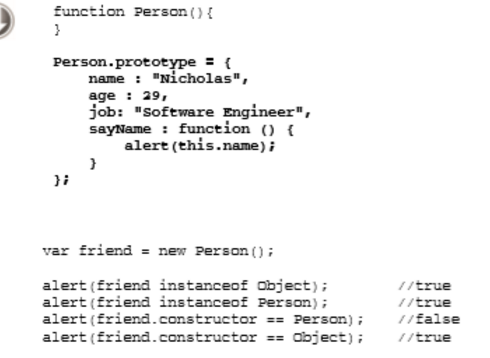 function Person(){
}
Person.prototype = {
name : "Nicholas",
age : 29,
job: "Software Engineer",
sayName : function () {
alert(this.name);
}
};
var friend = new Person();
alert(friend instanceof Object); //true
alert(friend instanceof Person); //true
alert(friend.constructor == Person); //false
alert(friend.constructor == Object); //true